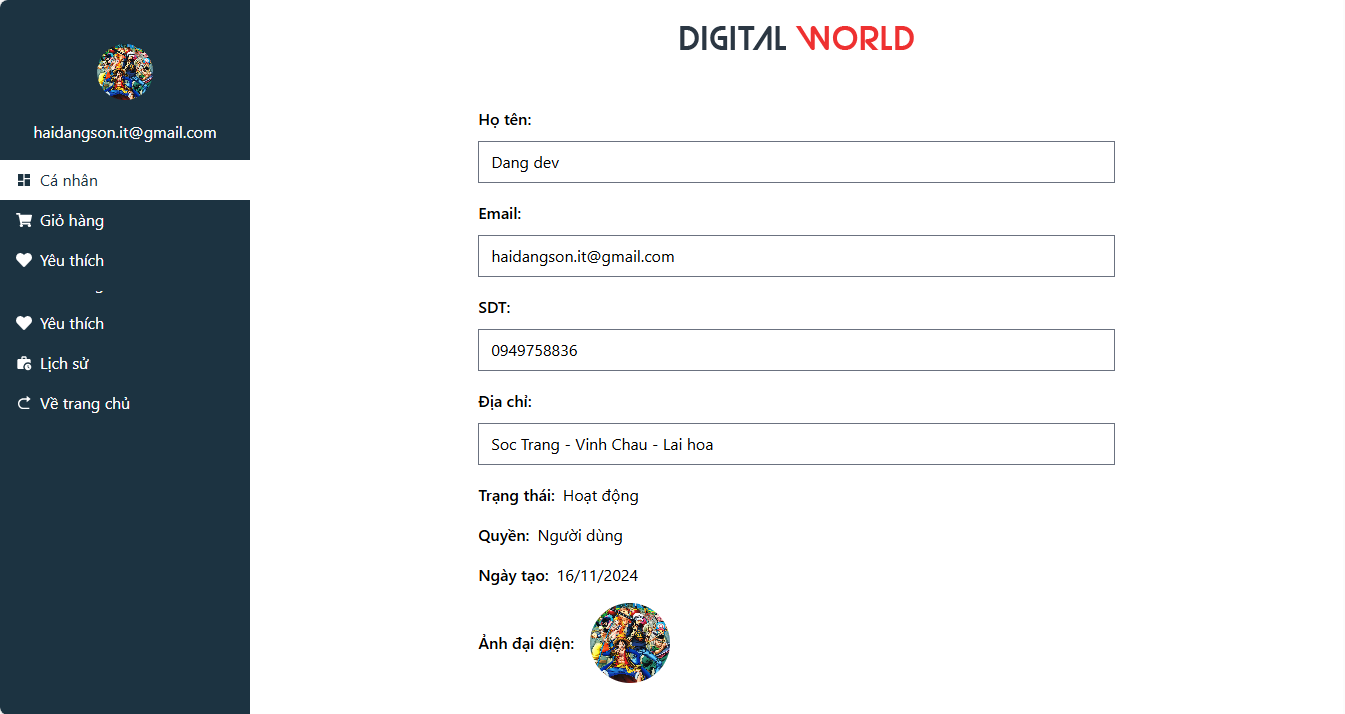 haidangson.it@gmail.com
Cá nhân
Giỏ hàng
Yêu thích
Yêu thích
Lịch sử
Về trang chủ
DIGITAL WORLD
Họ tên:
Dang dev
Email:
haidangson.it@gmail.com
SDT:
0949758836
Địa chỉ:
Soc Trang - Vinh Chau - Lai hoa
Trạng thái: Hoạt động
Quyền: Người dùng
Ngày tạo: 16/11/2024
Ảnh đại diện: